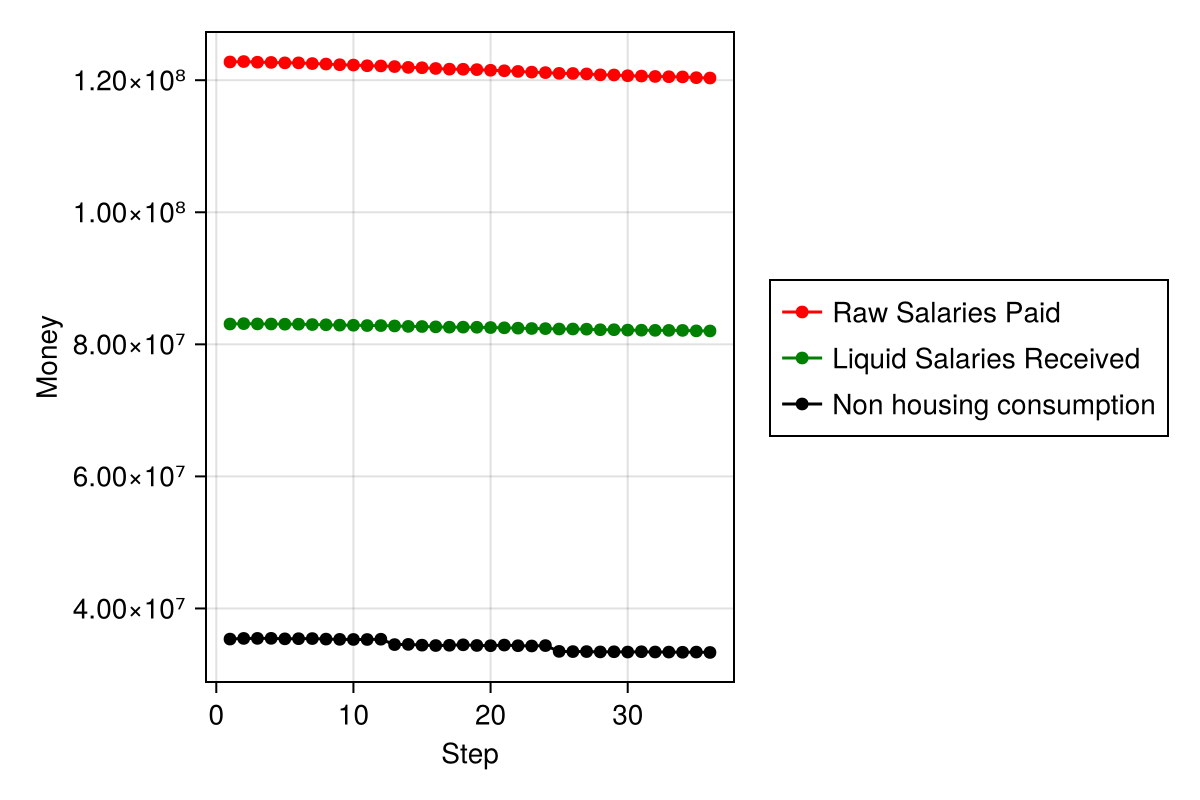 1.20×10⁸
1.00×10⁸
8.00×10⁷
6.00×10⁷
4.00×10⁷
Money
0 10 20 30
Step
Raw Salaries Paid
Liquid Salaries Received
Non housing consumption